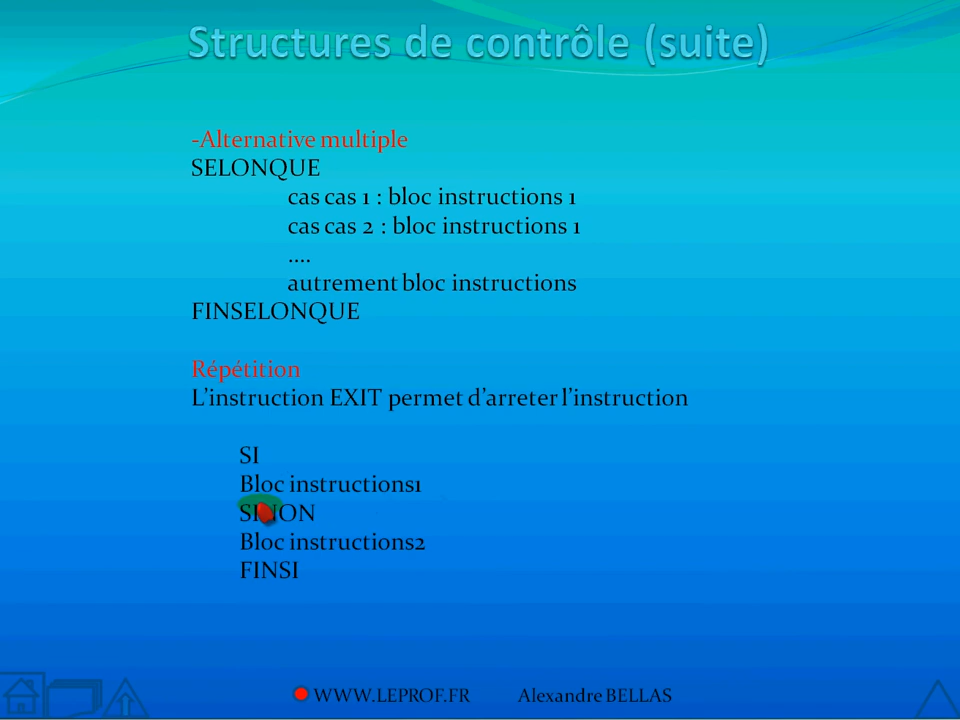 Structures de contrôle (suite)
-Alternative multiple
SELONQUE
cas cas 1 : bloc instructions 1
cas cas 2 : bloc instructions 1
....
autrement bloc instructions
FINSELONQUE
Répétition
L’instruction EXIT permet d’arreter l’instruction
SI
Bloc instructions1
SINON
Bloc instructions2
FINSI
WWW.LEPROF.FR Alexandre BELLAS